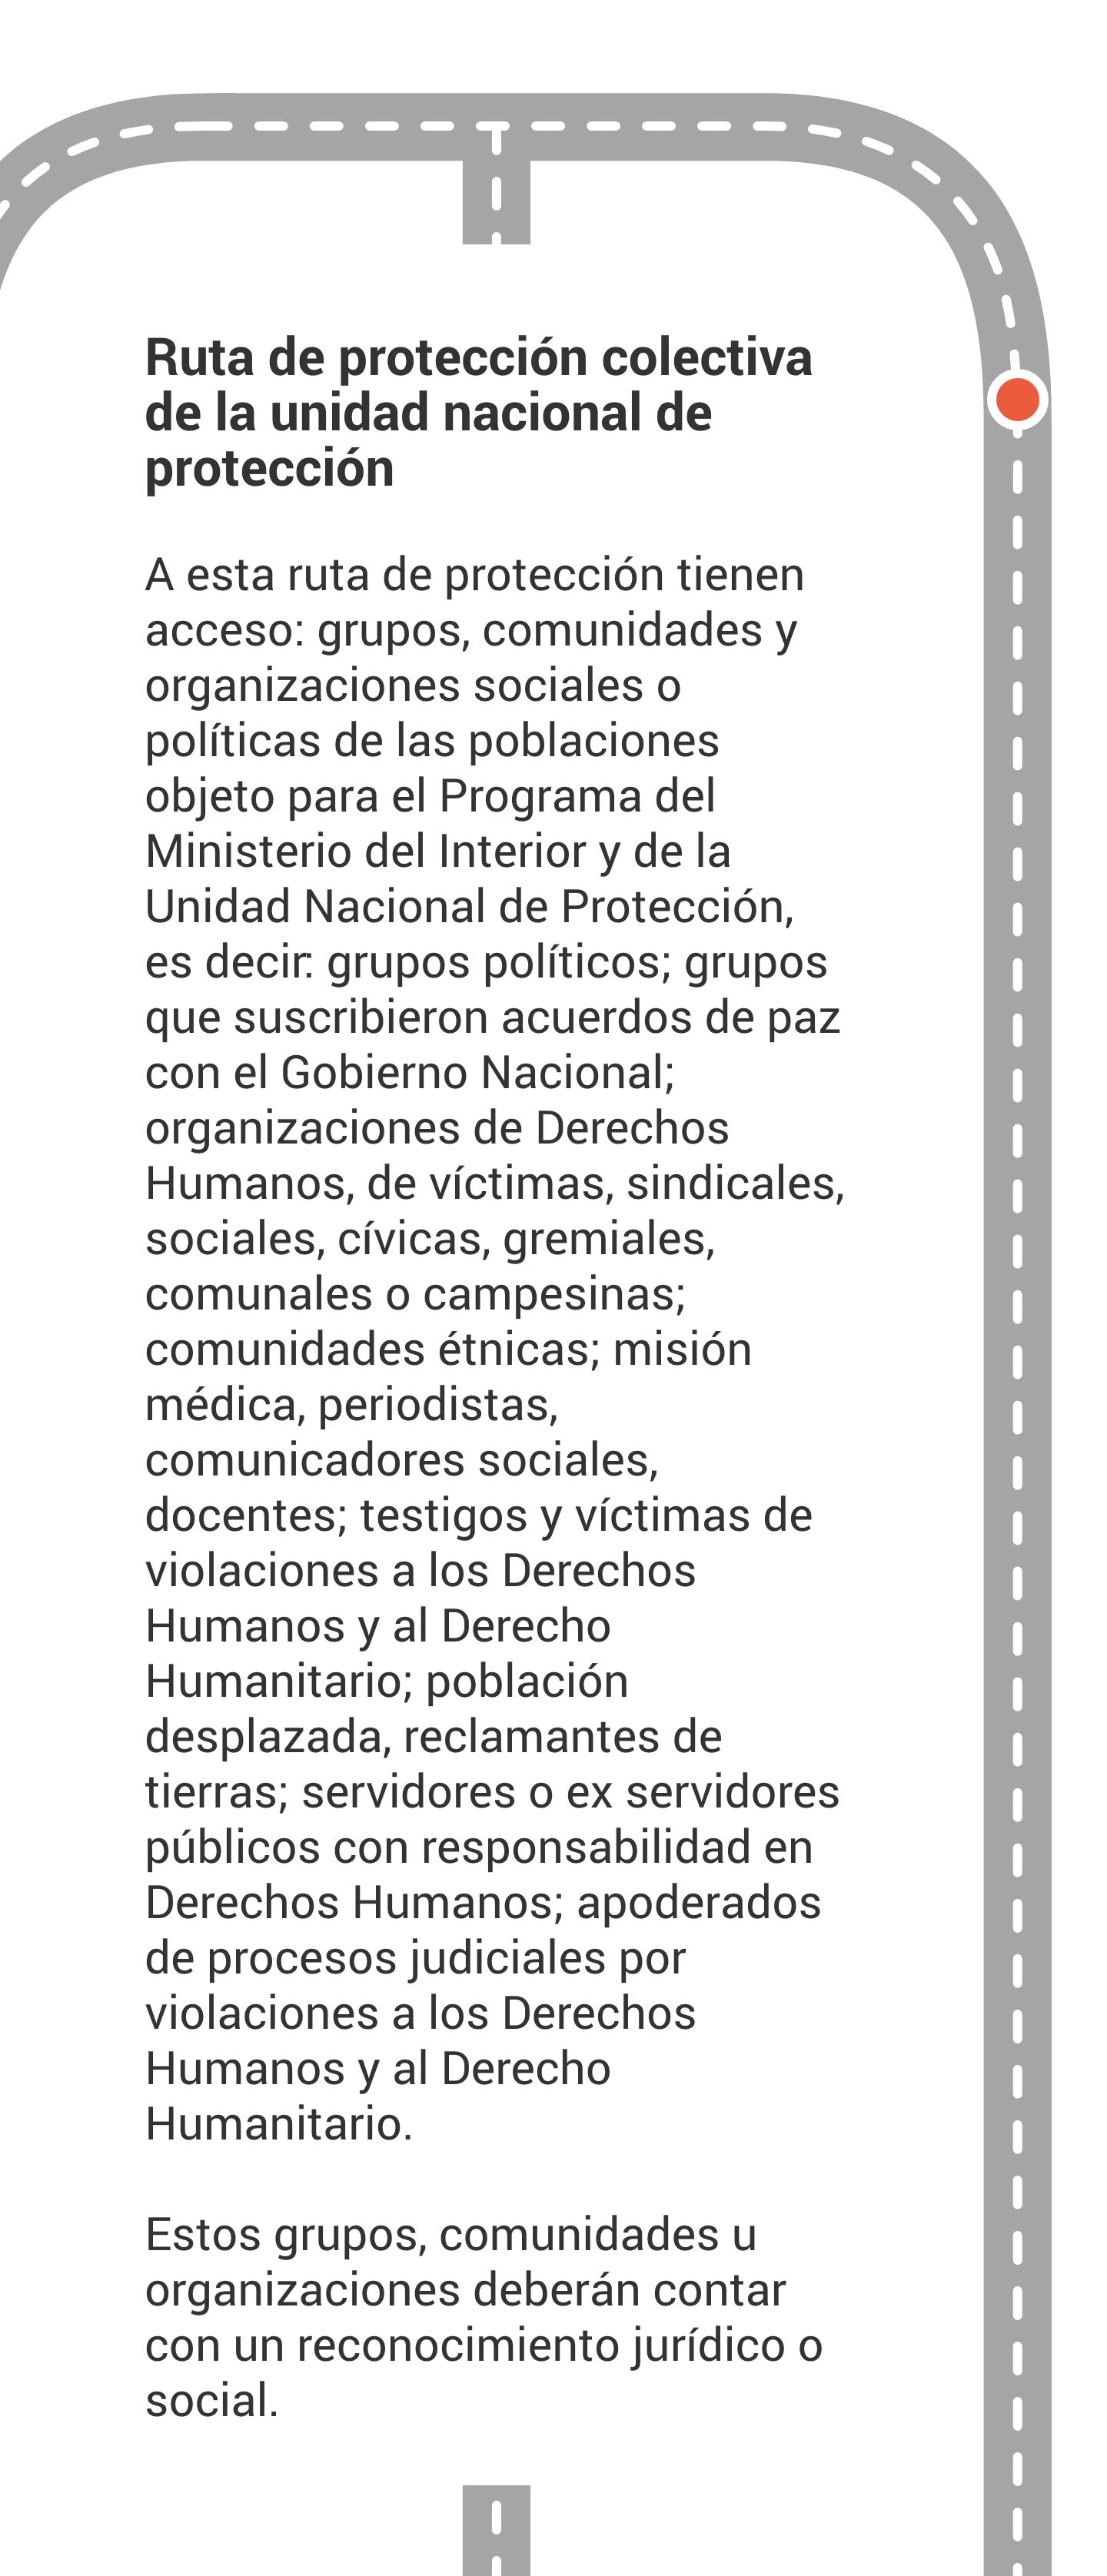 Ruta de protección colectiva
de la unidad nacional de
protección
A esta ruta de protección tienen
acceso: grupos, comunidades y
organizaciones sociales o
políticas de las poblaciones
objeto para el Programa del
Ministerio del Interior y de la
Unidad Nacional de Protección,
es decir: grupos políticos; grupos
que suscribieron acuerdos de paz
con el Gobierno Nacional;
organizaciones de Derechos
Humanos, de víctimas, sindicales,
sociales, cívicas, gremiales,
comunales o campesinas;
comunidades étnicas; misión
médica, periodistas,
comunicadores sociales,
docentes; testigos y víctimas de
violaciones a los Derechos
Humanos y al Derecho
Humanitario; población
desplazada, reclamantes de
tierras; servidores o ex servidores
públicos con responsabilidad en
Derechos Humanos; apoderados
de procesos judiciales por
violaciones a los Derechos
Humanos y al Derecho
Humanitario.
Estos grupos, comunidades u
organizaciones deberán contar
con un reconocimiento jurídico o
social.